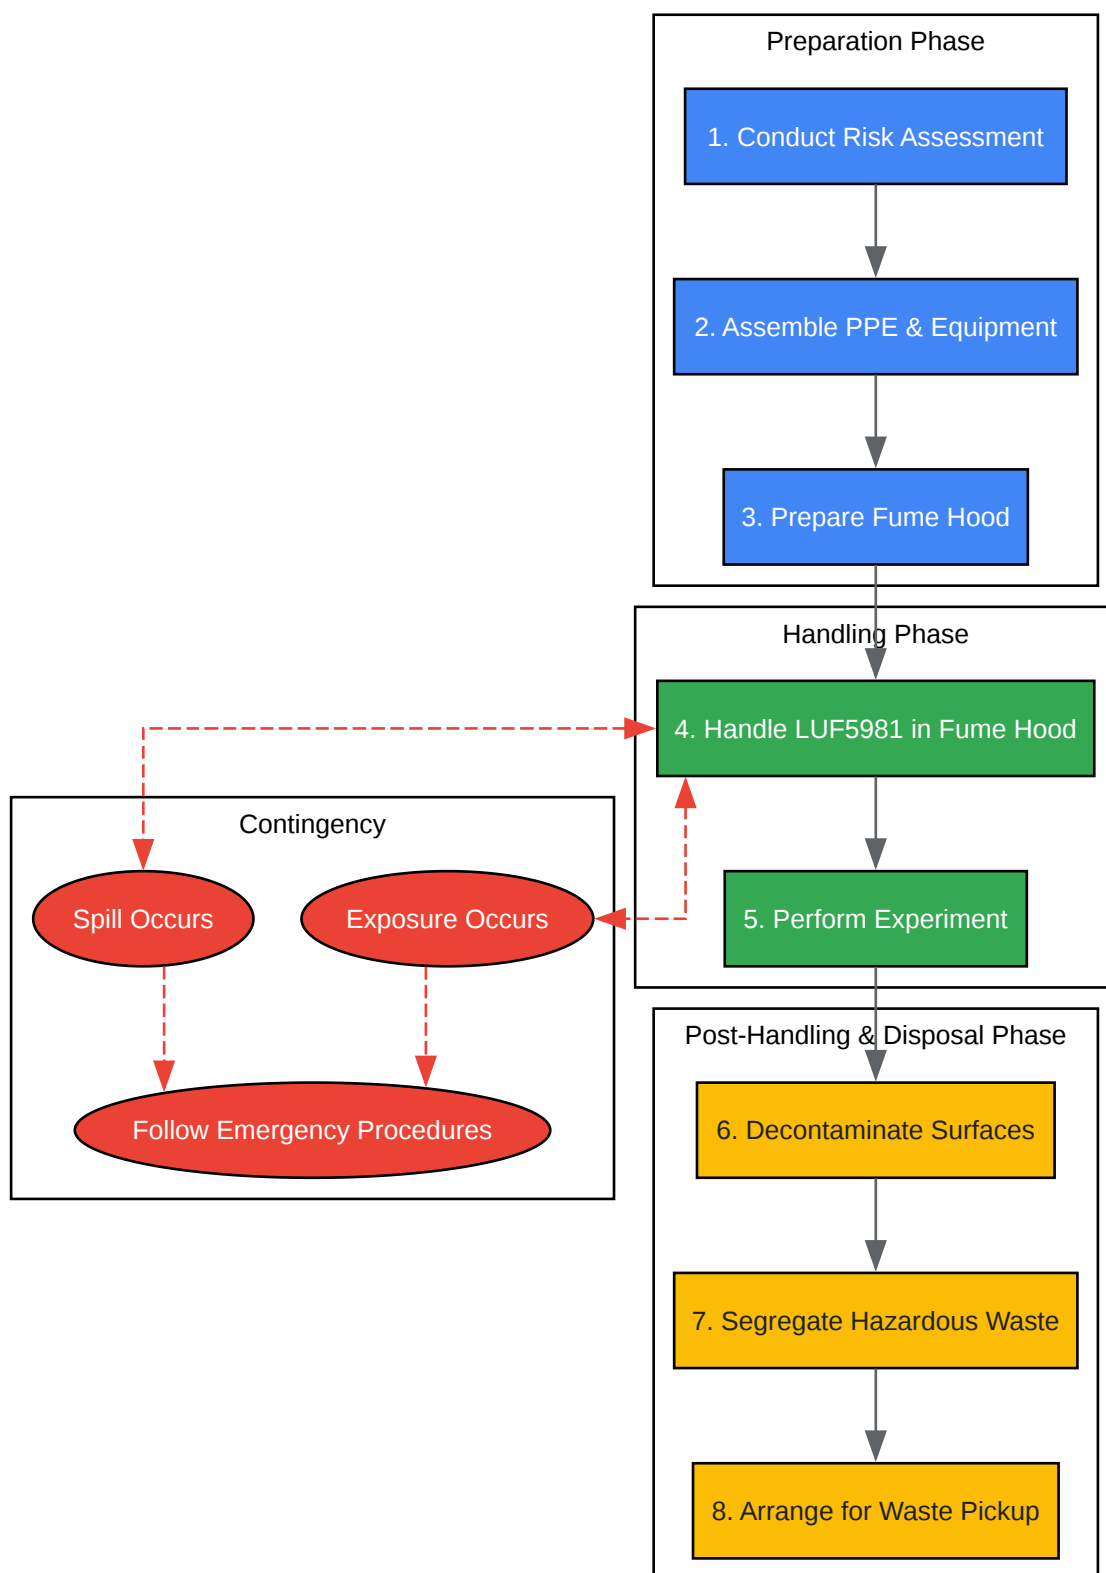 Preparation Phase
1. Conduct Risk Assessment
2. Assemble PPE & Equipment
3. Prepare Fume Hood
Handling Phase
4. Handle LUF5981 in Fume Hood
5. Perform Experiment
Contingency
Spill Occurs
Exposure Occurs
Follow Emergency Procedures
Post-Handling & Disposal Phase
6. Decontaminate Surfaces
7. Segregate Hazardous Waste
8. Arrange for Waste Pickup